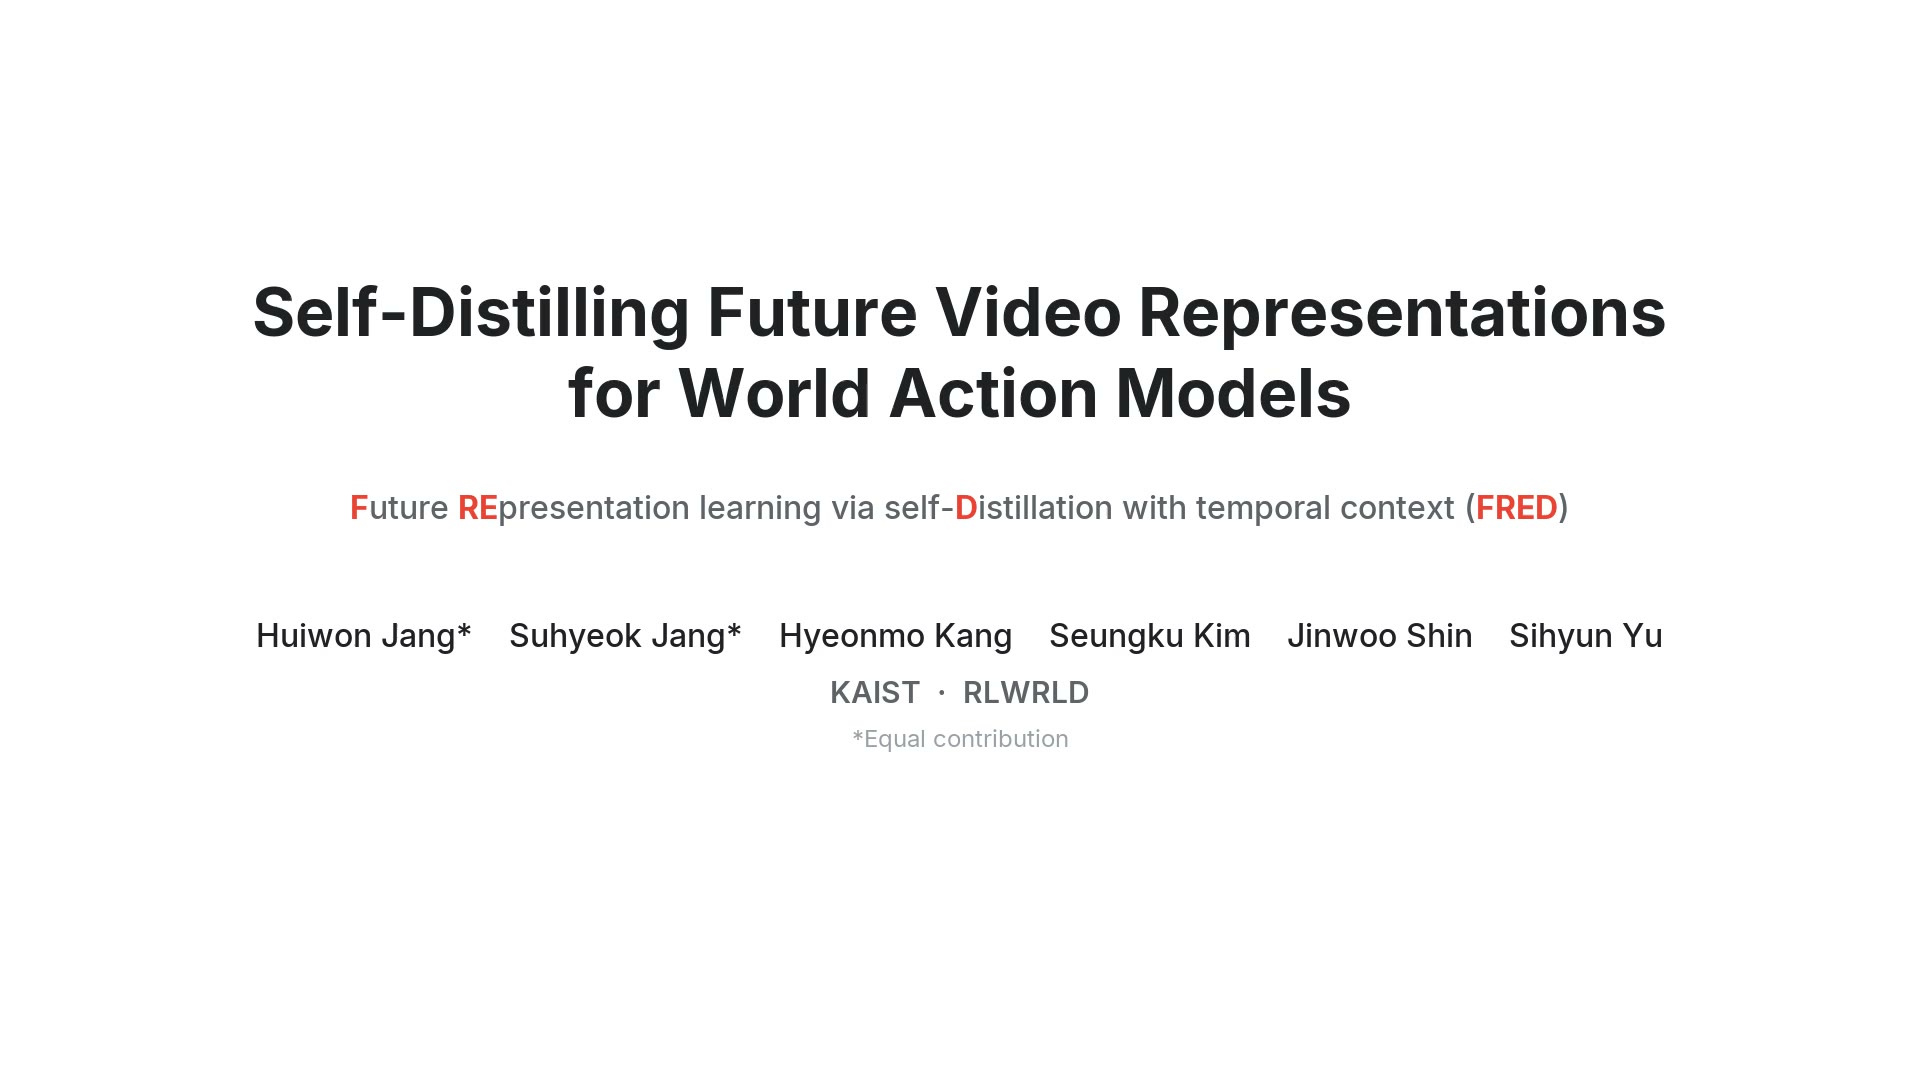 Self-Distilling Future Video Representations
for World Action Models
Future REpresentation learning via self-Distillation with temporal context (FRED)
Huiwon Jang* Suhyeok Jang* Hyeonmo Kang Seungku Kim Jinwoo Shin Sihyun Yu
KAIST · RLWRLD
*Equal contribution